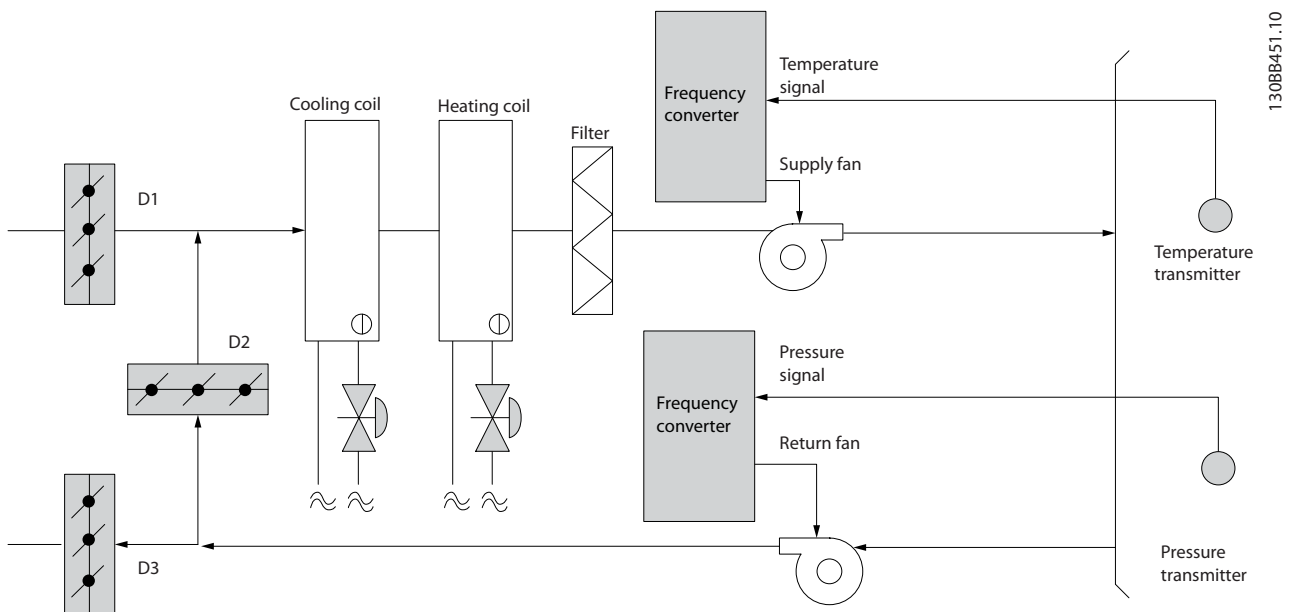 130BB451.10
Temperature
signal
Frequency
converter
Cooling coil
Heating coil
Filter
Supply fan
D1
Temperature
transmitter
D2
Pressure
signal
Frequency
converter
Return fan
D3
Pressure
transmitter